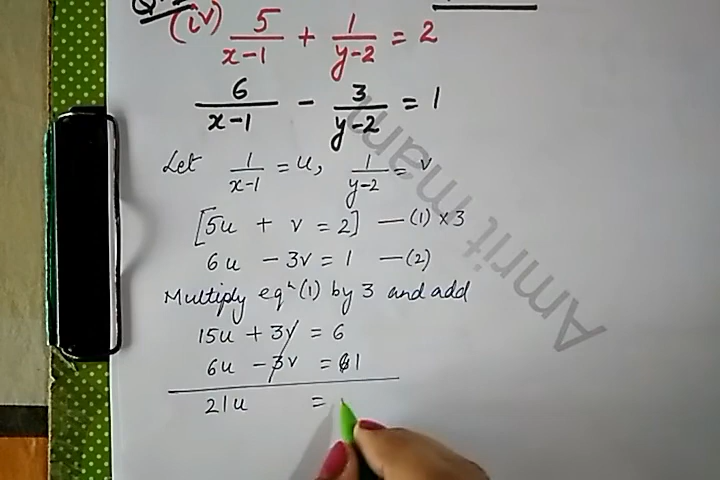 (iv) 5/(x-1) + 1/(y-2) = 2
6/(x-1) - 3/(y-2) = 1
Let 1/(x-1) = u, 1/(y-2) = v
[5u + v = 2] —(1) × 3
6u - 3v = 1 —(2)
Multiply eqⁿ(1) by 3 and add
15u + 3v = 6
6u - 3v = 1
21u =
Amrit mam